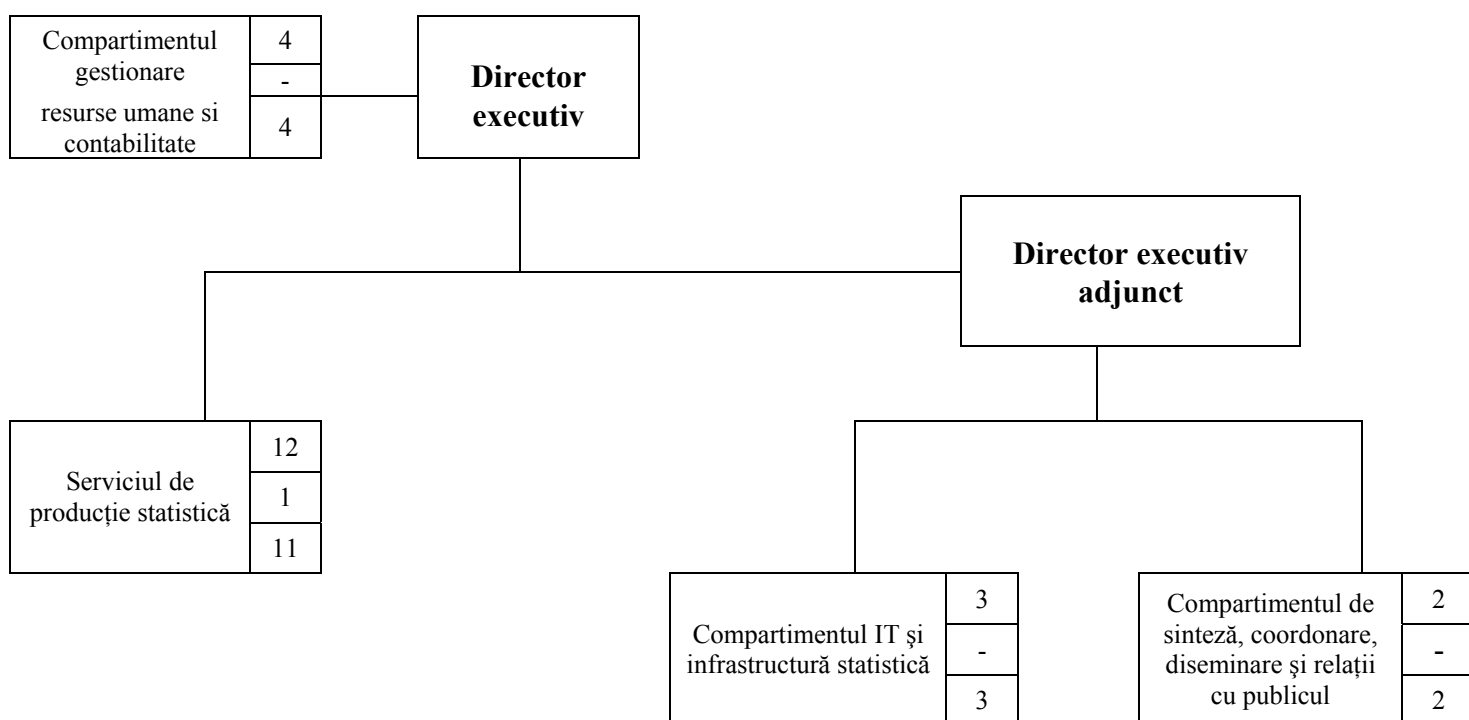 Compartimentul
gestionare
resurse umane si
contabilitate
4
-
4
Director
executiv
Director executiv
adjunct
Serviciul de
producție statistică
12
1
11
Compartimentul IT şi
infrastructură statistică
3
-
3
Compartimentul de
sinteză, coordonare,
diseminare şi relații
cu publicul
2
-
2